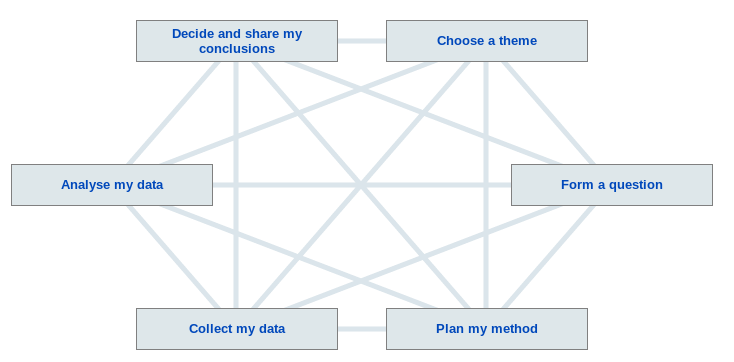 Decide and share my
conclusions
Choose a theme
Analyse my data
Form a question
Collect my data
Plan my method